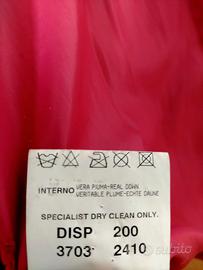 INTERNO VERA PIUMA-REAL DOWN
VERITABLE PLUME-ECHTE DAUNE
SPECIALIST DRY CLEAN ONLY.
DISP 200
3703 2410
subito